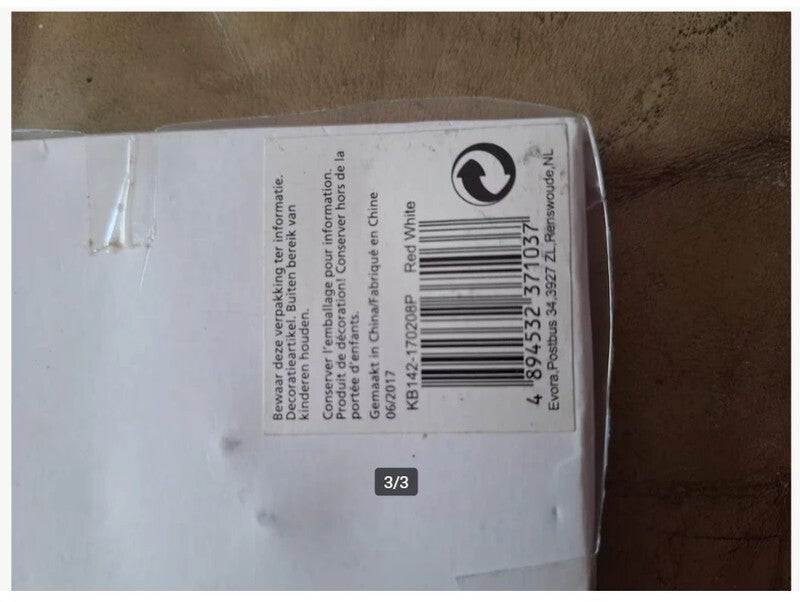 Bewaar deze verpakking ter informatie.
Decoratieartikel. Buiten bereik van
kinderen houden.
Conserver l'emballage pour information.
Produit de décoration! Conserver hors de la
portée d'enfants.
Gemaakt in China/Fabriqué en Chine
06/2017
KB142-170208P Red White
4 894532 371037
Evora,Postbus 34,3927 ZL,Renswoude,NL
3/3